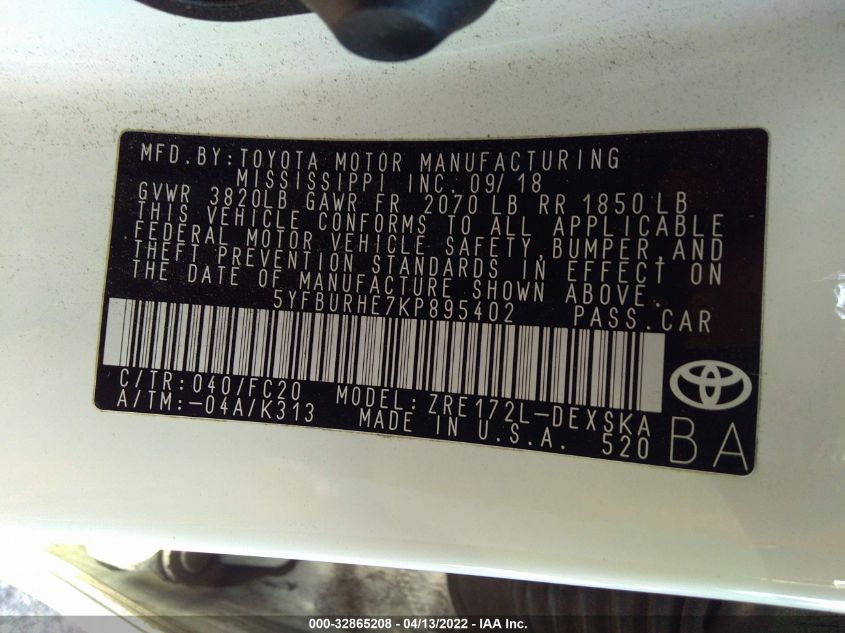 MFD.BY:TOYOTA MOTOR MANUFACTURING
MISSISSIPPI INC. 09/18
GVWR 3820LB GAWR FR 2070 LB RR 1850 LB
THIS VEHICLE CONFORMS TO ALL APPLICABLE
FEDERAL MOTOR VEHICLE SAFETY,BUMPER,AND
THEFT PREVENTION STANDARDS IN EFFECT ON
THE DATE OF MANUFACTURE SHOWN ABOVE.
5YFBURHE7KP895402 PASS.CAR
C/TR:040/FC20 MODEL:ZRE172L-DEXSKA
A/TM:-04A/K313 MADE IN U.S.A. 520
BA
000-32865208 - 04/13/2022 - IAA Inc.